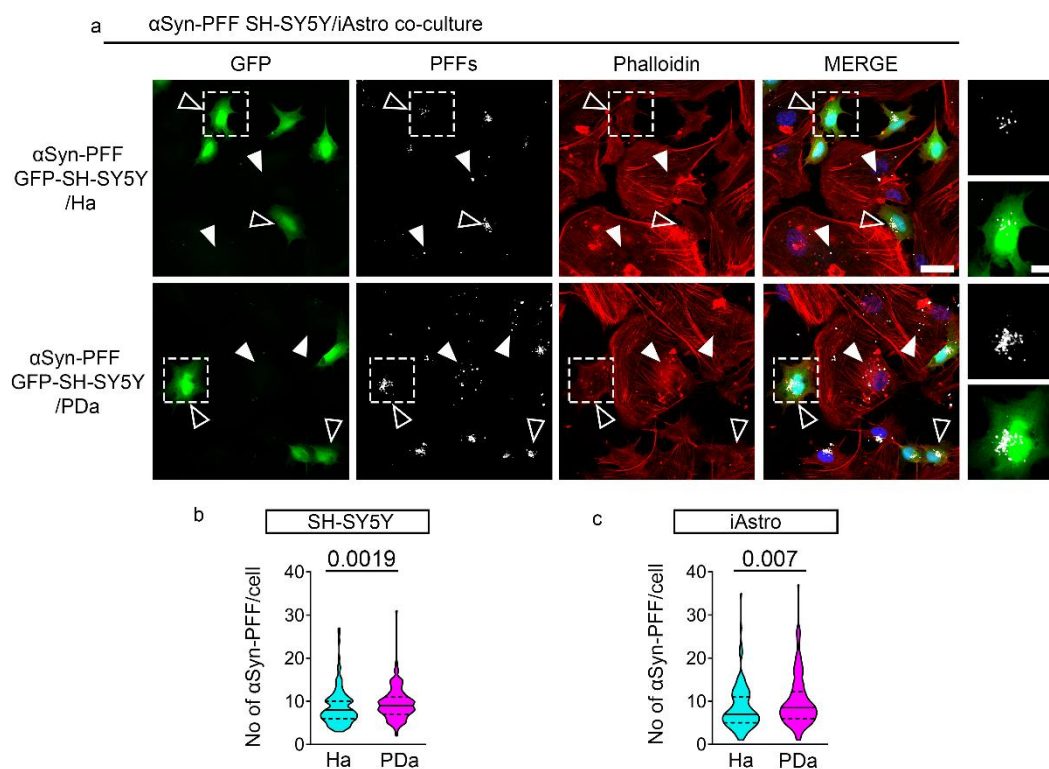 a
αSyn-PFF SH-SY5Y/iAstro co-culture
GFP
PFFs
Phalloidin
MERGE
αSyn-PFF
GFP-SH-SY5Y
/Ha
αSyn-PFF
GFP-SH-SY5Y
/PDa
b
SH-SY5Y
0.0019
No of αSyn-PFF/cell
40
30
20
10
0
Ha
PDa
c
iAstro
0.007
No of αSyn-PFF/cell
40
30
20
10
0
Ha
PDa